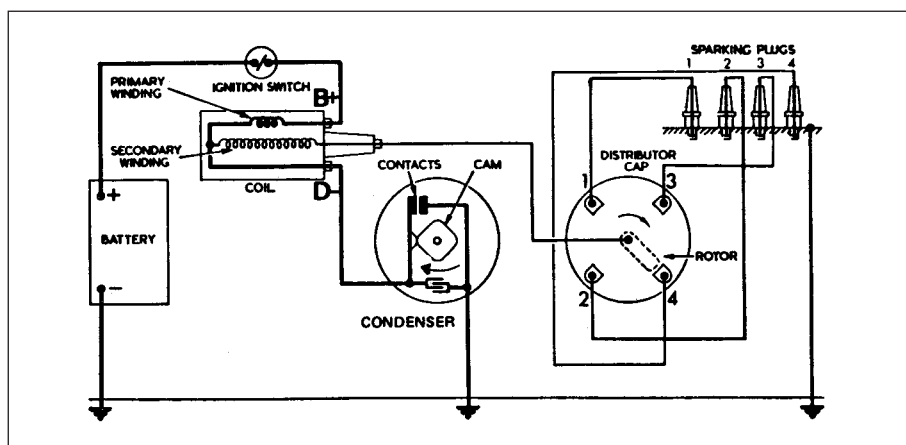 SPARKING PLUGS
1 2 3 4
IGNITION SWITCH
PRIMARY
WINDING
B+
SECONDARY
WINDING
COIL
D
CONTACTS
CAM
DISTRIBUTOR
CAP
1
3
+
BATTERY
−
ROTOR
2
4
CONDENSER